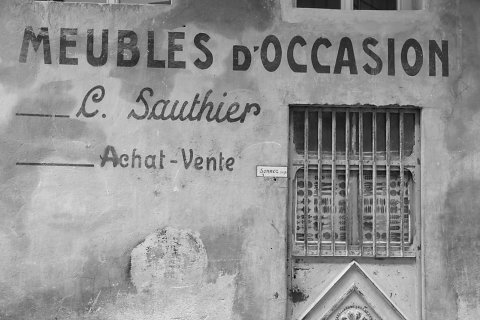 MEUBLES D'OCCASION
C. Sauthier
Achat-Vente